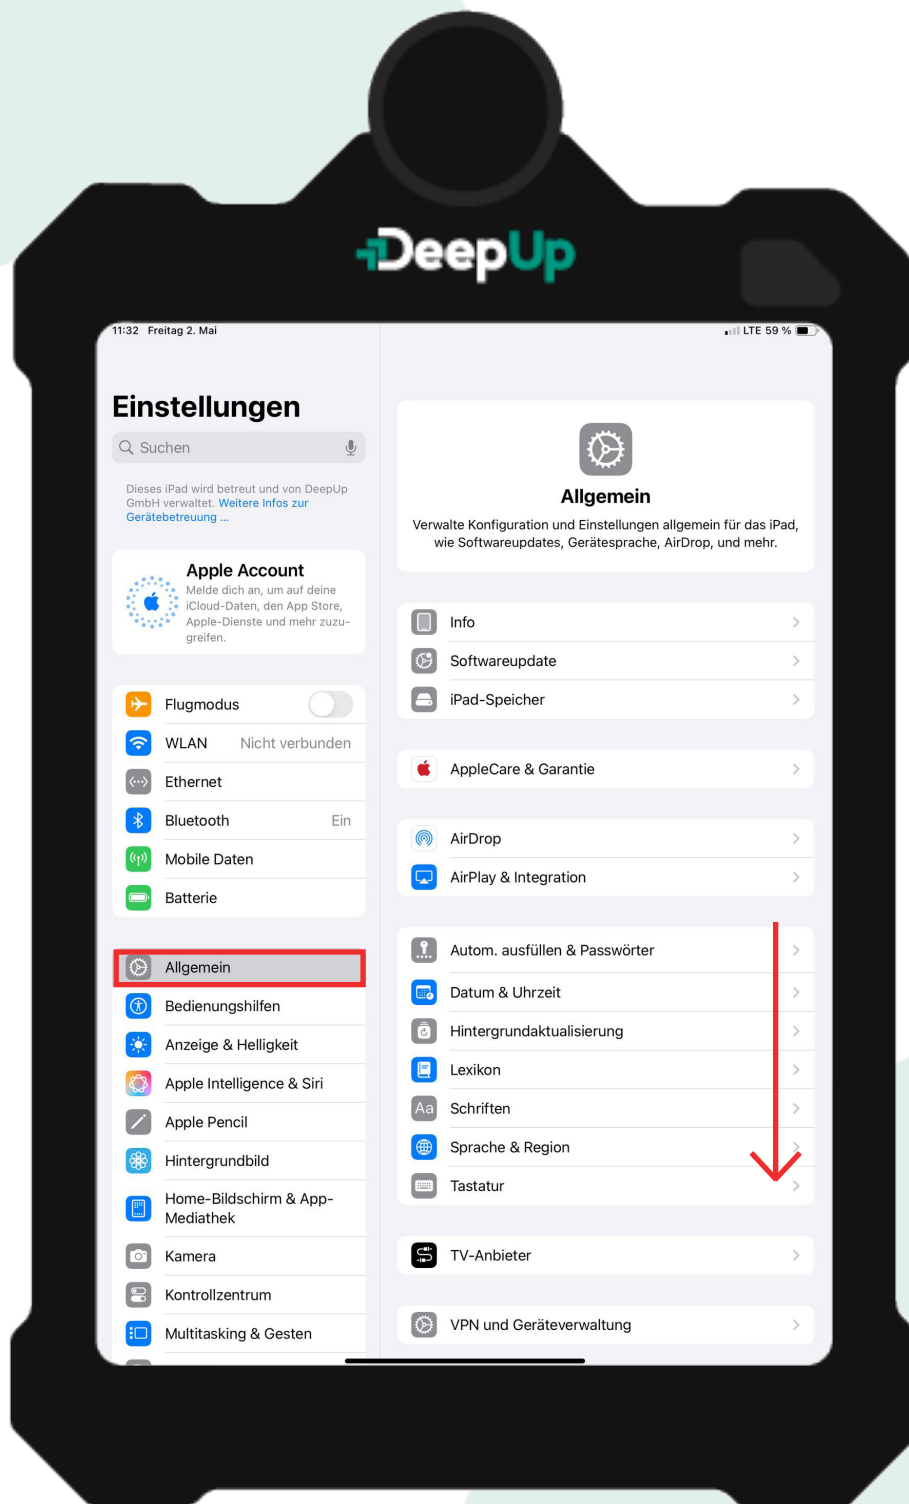 DeepUp
11:32 Freitag 2. Mai
LTE 59 %
Einstellungen
Suchen
Dieses iPad wird betreut und von DeepUp
GmbH verwaltet. Weitere Infos zur
Gerätebetreuung ...
Apple Account
Melde dich an, um auf deine
iCloud-Daten, den App Store,
Apple-Dienste und mehr zuzu-
greifen.
Flugmodus
WLAN Nicht verbunden
Ethernet
Bluetooth Ein
Mobile Daten
Batterie
Allgemein
Bedienungshilfen
Anzeige & Helligkeit
Apple Intelligence & Siri
Apple Pencil
Hintergrundbild
Home-Bildschirm & App-
Mediathek
Kamera
Kontrollzentrum
Multitasking & Gesten
Allgemein
Verwalte Konfiguration und Einstellungen allgemein für das iPad,
wie Softwareupdates, Gerätesprache, AirDrop, und mehr.
Info
Softwareupdate
iPad-Speicher
AppleCare & Garantie
AirDrop
AirPlay & Integration
Autom. ausfüllen & Passwörter
Datum & Uhrzeit
Hintergrundaktualisierung
Lexikon
Aa Schriften
Sprache & Region
Tastatur
TV-Anbieter
VPN und Geräteverwaltung